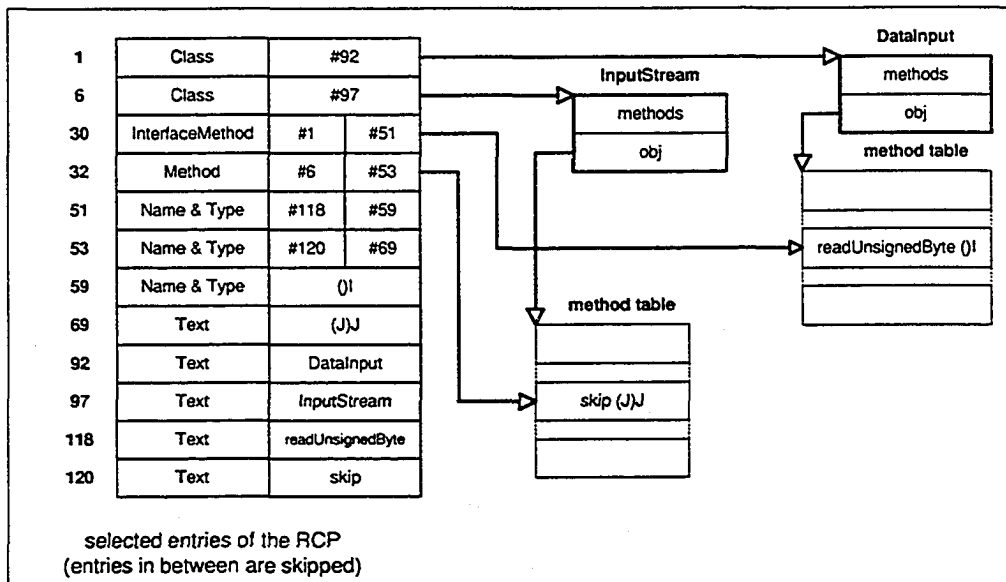 1 Class #92
6 Class #97
30 InterfaceMethod #1 #51
32 Method #6 #53
51 Name & Type #118 #59
53 Name & Type #120 #69
59 Name & Type ()I
69 Text (J)J
92 Text DataInput
97 Text InputStream
118 Text readUnsignedByte
120 Text skip
selected entries of the RCP
(entries in between are skipped)
InputStream
methods
obj
method table
skip (J)J
DataInput
methods
obj
method table
readUnsignedByte ()I